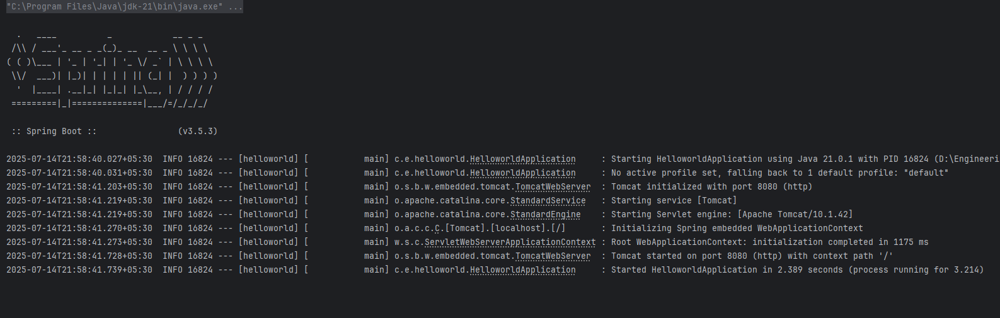 "C:\Program Files\Java\jdk-21\bin\java.exe" ...

  .   ____          _            __ _ _
 /\\ / ___'_ __ _ _(_)_ __  __ _ \ \ \ \
( ( )\___ | '_ | '_| | '_ \/ _` | \ \ \ \
 \\/  ___)| |_)| | | | | || (_| |  ) ) ) )
  '  |____| .__|_| |_|_| |_\__, | / / / /
 =========|_|==============|___/=/_/_/_/

 :: Spring Boot ::                (v3.5.3)

2025-07-14T21:58:40.027+05:30  INFO 16824 --- [helloworld] [           main] c.e.helloworld.HelloworldApplication     : Starting HelloworldApplication using Java 21.0.1 with PID 16824 (D:\Engineeri
2025-07-14T21:58:40.031+05:30  INFO 16824 --- [helloworld] [           main] c.e.helloworld.HelloworldApplication     : No active profile set, falling back to 1 default profile: "default"
2025-07-14T21:58:41.203+05:30  INFO 16824 --- [helloworld] [           main] o.s.b.w.embedded.tomcat.TomcatWebServer  : Tomcat initialized with port 8080 (http)
2025-07-14T21:58:41.219+05:30  INFO 16824 --- [helloworld] [           main] o.apache.catalina.core.StandardService   : Starting service [Tomcat]
2025-07-14T21:58:41.219+05:30  INFO 16824 --- [helloworld] [           main] o.apache.catalina.core.StandardEngine    : Starting Servlet engine: [Apache Tomcat/10.1.42]
2025-07-14T21:58:41.270+05:30  INFO 16824 --- [helloworld] [           main] o.a.c.c.C.[Tomcat].[localhost].[/]       : Initializing Spring embedded WebApplicationContext
2025-07-14T21:58:41.273+05:30  INFO 16824 --- [helloworld] [           main] w.s.c.ServletWebServerApplicationContext : Root WebApplicationContext: initialization completed in 1175 ms
2025-07-14T21:58:41.728+05:30  INFO 16824 --- [helloworld] [           main] o.s.b.w.embedded.tomcat.TomcatWebServer  : Tomcat started on port 8080 (http) with context path '/'
2025-07-14T21:58:41.739+05:30  INFO 16824 --- [helloworld] [           main] c.e.helloworld.HelloworldApplication     : Started HelloworldApplication in 2.389 seconds (process running for 3.214)